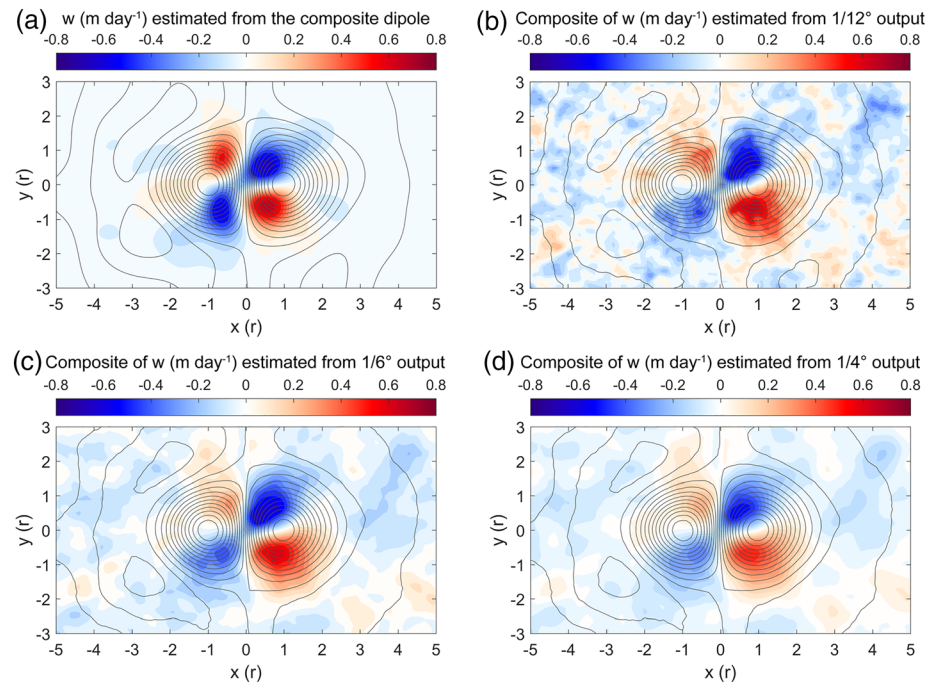 (a) w (m day⁻¹) estimated from the composite dipole
-0.8 -0.4 -0.2 0 0.2 0.4 0.6 0.8
3
2
1
0
-1
-2
-3
y (r)
-5 -4 -3 -2 -1 0 1 2 3 4 5
x (r)
(b) Composite of w (m day⁻¹) estimated from 1/12° output
-0.8 -0.4 -0.2 0 0.2 0.4 0.6 0.8
3
2
1
0
-1
-2
-3
y (r)
-5 -4 -3 -2 -1 0 1 2 3 4 5
x (r)
(c) Composite of w (m day⁻¹) estimated from 1/6° output
-0.8 -0.4 -0.2 0 0.2 0.4 0.6 0.8
3
2
1
0
-1
-2
-3
y (r)
-5 -4 -3 -2 -1 0 1 2 3 4 5
x (r)
(d) Composite of w (m day⁻¹) estimated from 1/4° output
-0.8 -0.4 -0.2 0 0.2 0.4 0.6 0.8
3
2
1
0
-1
-2
-3
y (r)
-5 -4 -3 -2 -1 0 1 2 3 4 5
x (r)